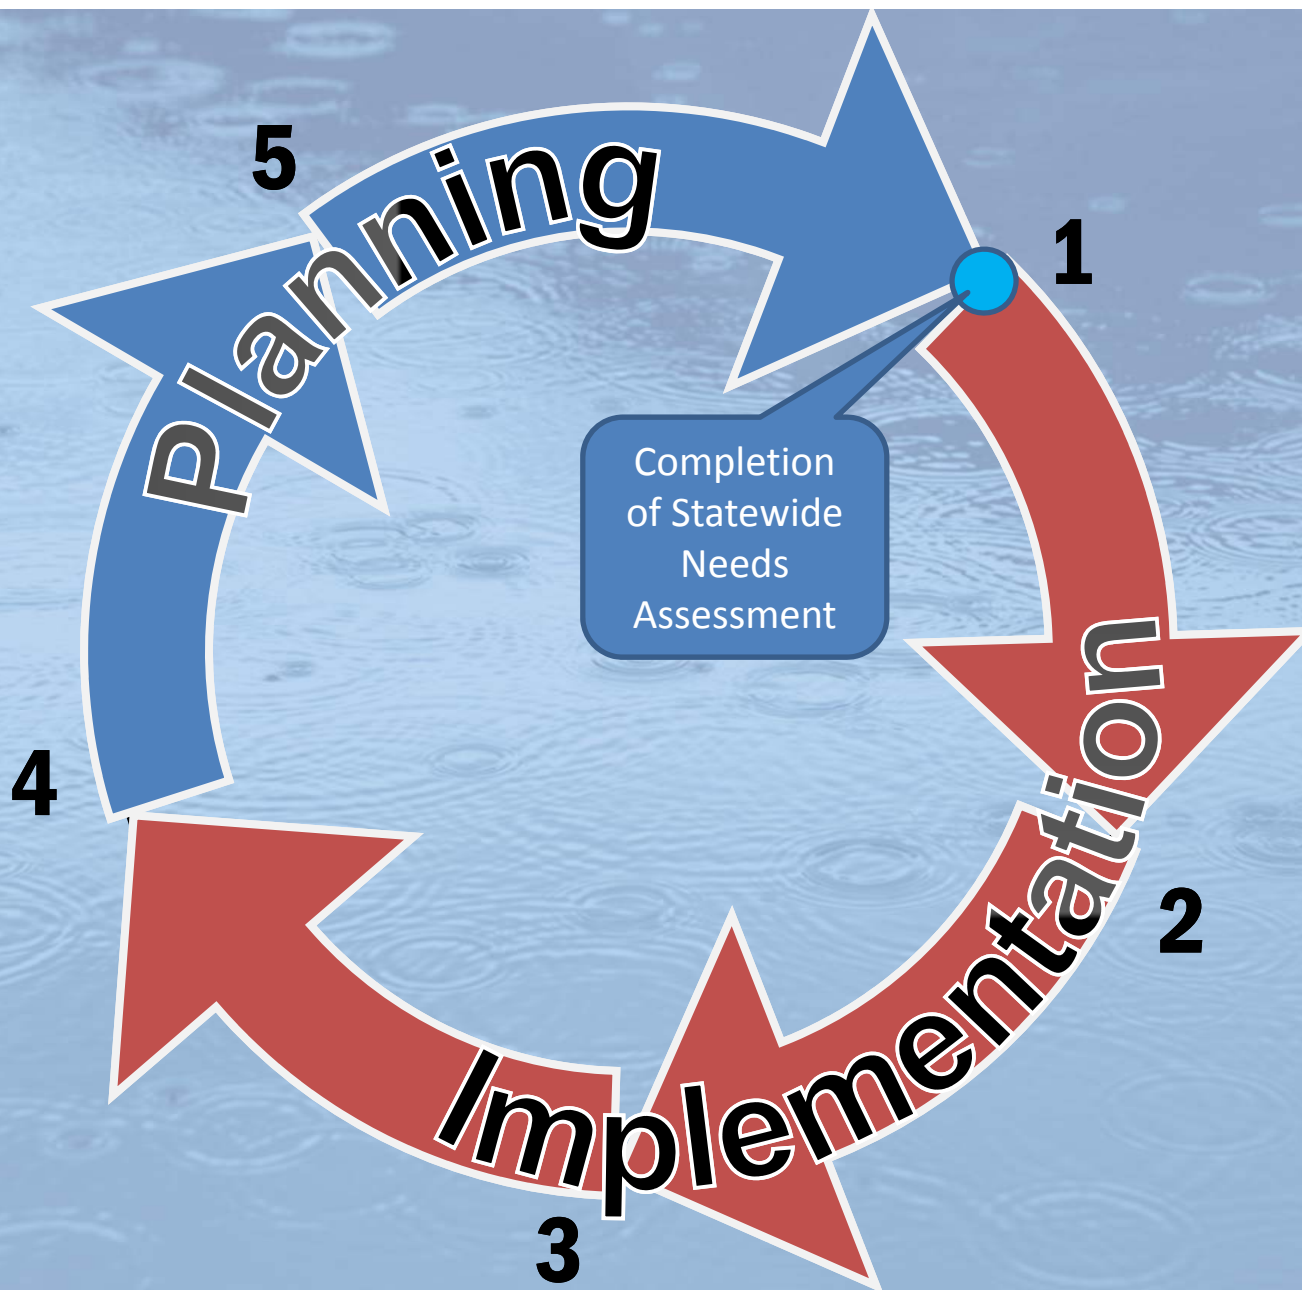 5
Planning
1
Completion
of Statewide
Needs
Assessment
4
2
Implementation
3